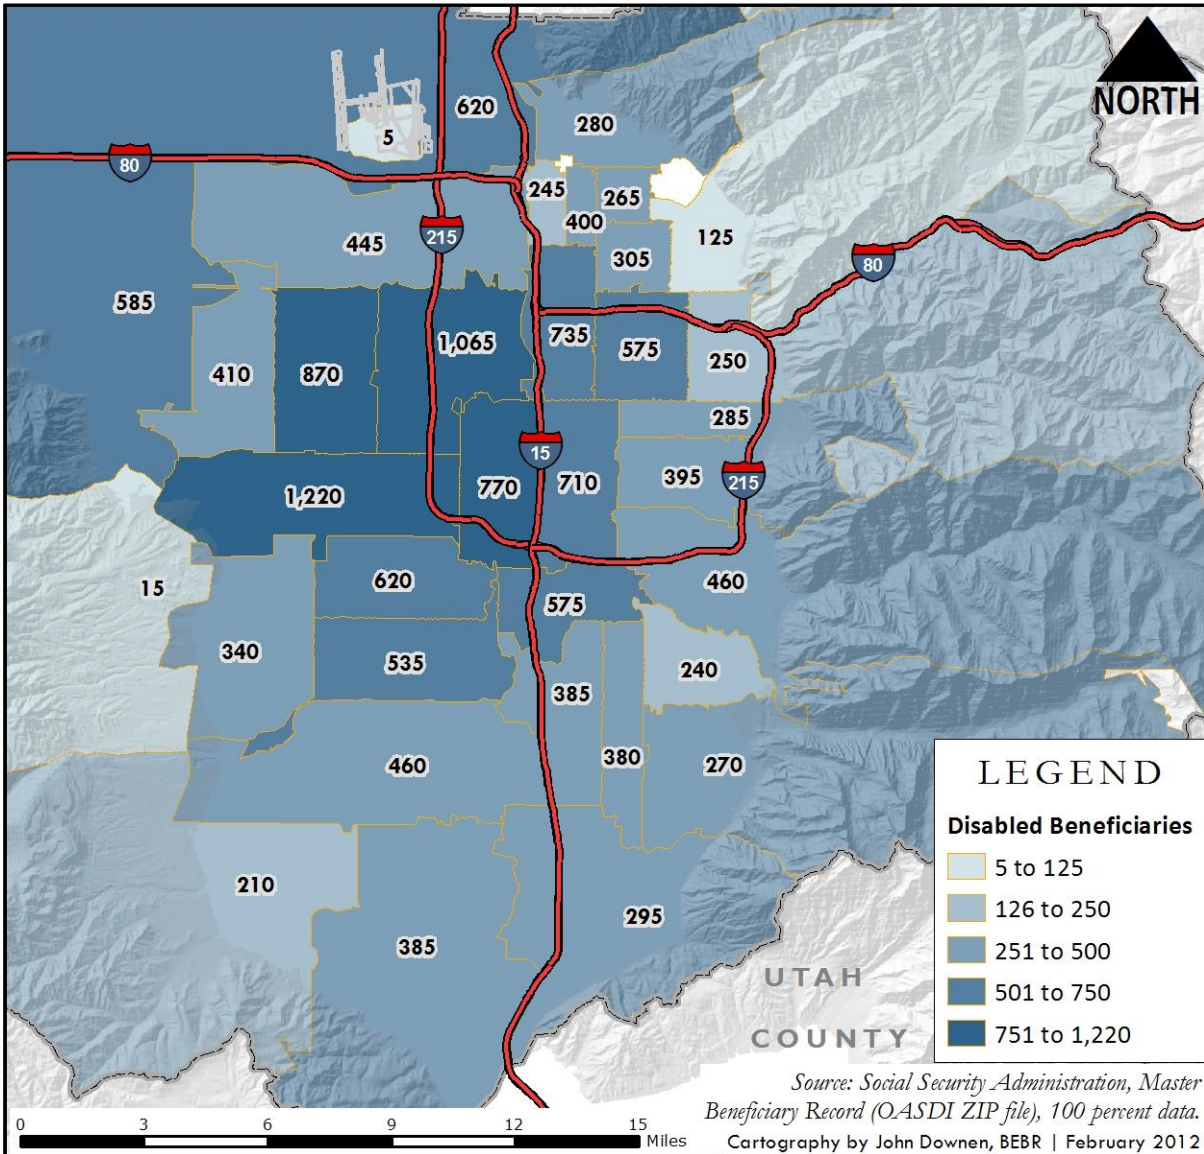 NORTH
620
280
5
80
245
265
400
125
215
445
305
80
585
1,065
735
575
250
410
870
285
15
395
215
770
710
1,220
620
575
460
15
340
535
240
385
380
270
460
210
385
295
UTAH
COUNTY
LEGEND
Disabled Beneficiaries
5 to 125
126 to 250
251 to 500
501 to 750
751 to 1,220
Source: Social Security Administration, Master
Beneficiary Record (OASDI ZIP file), 100 percent data.
Cartography by John Downen, BEBR | February 2012
0 3 6 9 12 15
Miles